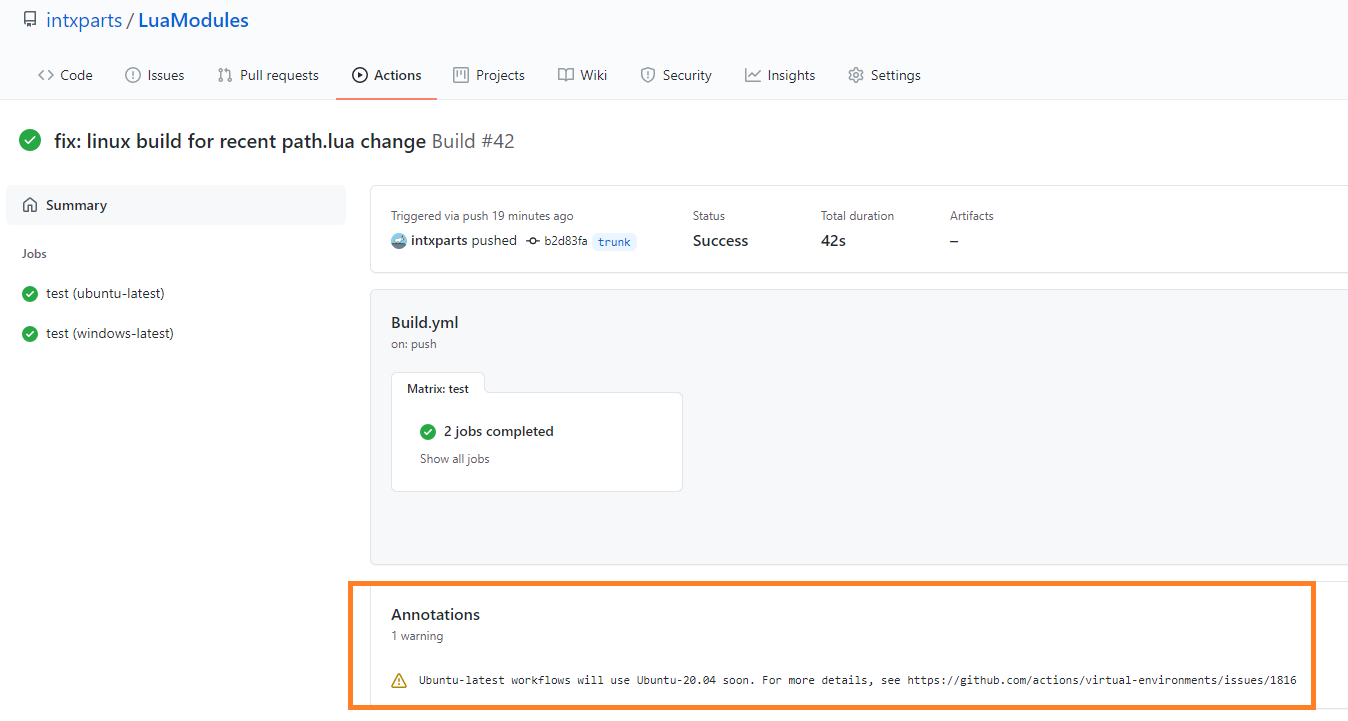 intxparts / LuaModules
Code Issues Pull requests Actions Projects Wiki Security Insights Settings
fix: linux build for recent path.lua change Build #42
Summary
Jobs
test (ubuntu-latest)
test (windows-latest)
Triggered via push 19 minutes ago
intxparts pushed b2d83fa trunk
Status
Success
Total duration
42s
Artifacts
–
Build.yml
on: push
Matrix: test
2 jobs completed
Show all jobs
Annotations
1 warning
Ubuntu-latest workflows will use Ubuntu-20.04 soon. For more details, see https://github.com/actions/virtual-environments/issues/1816